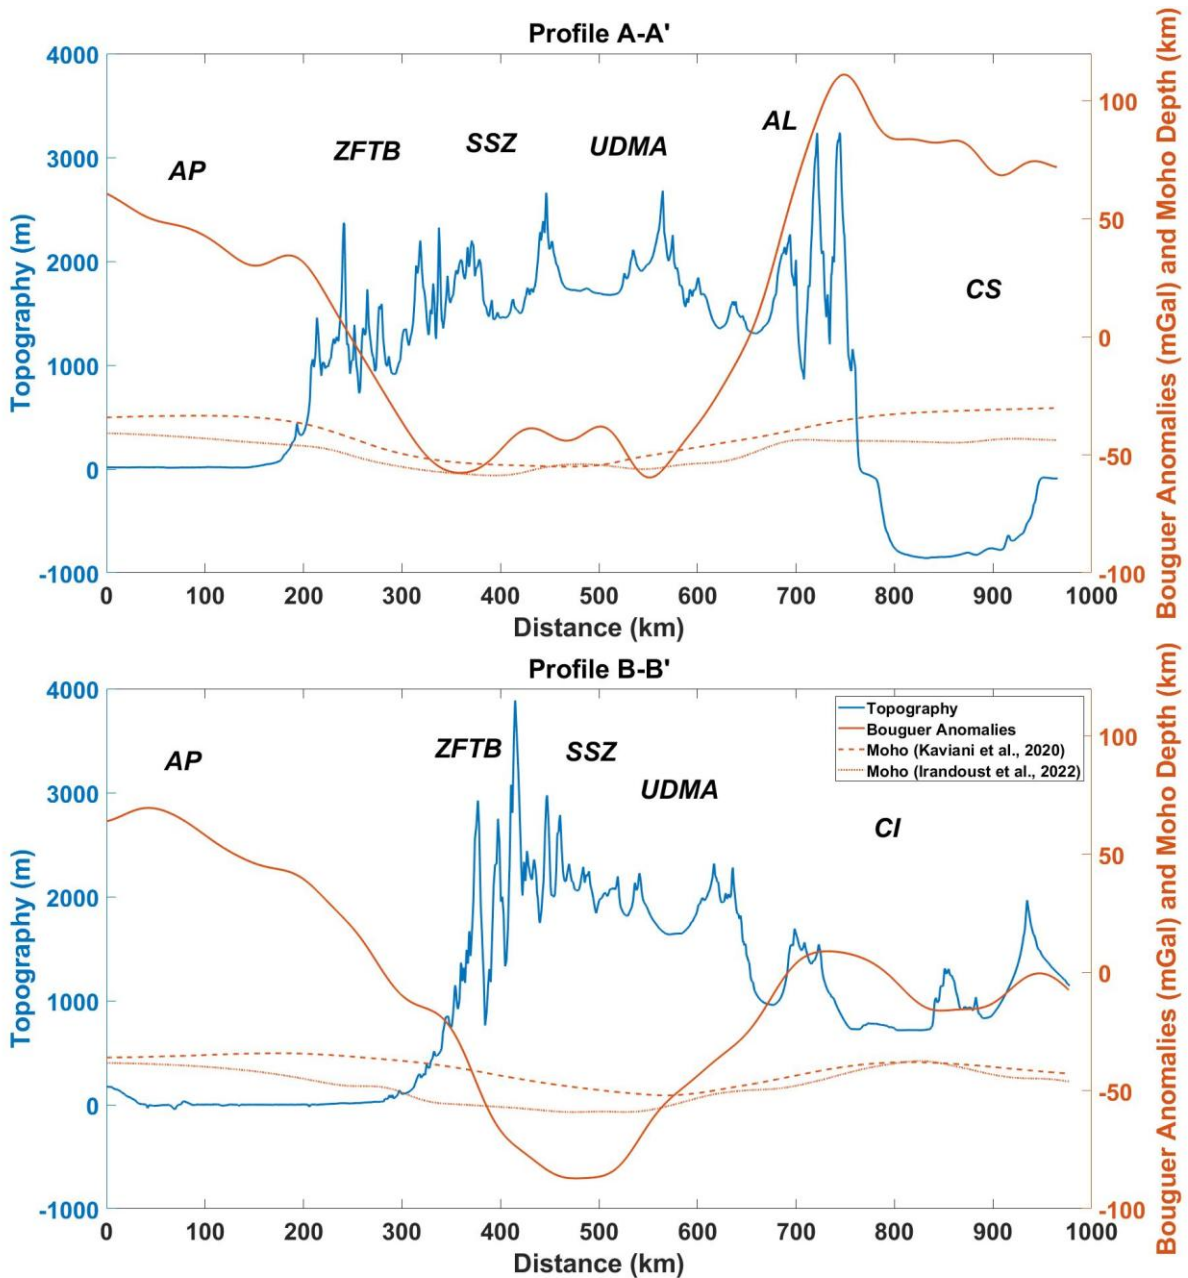 Profile A-A'
4000
3000
2000
1000
0
-1000
Topography (m)
AP
ZFTB
SSZ
UDMA
AL
CS
100
50
0
-50
-100
Bouguer Anomalies (mGal) and Moho Depth (km)
0 100 200 300 400 500 600 700 800 900 1000
Distance (km)
Profile B-B'
4000
3000
2000
1000
0
-1000
Topography (m)
AP
ZFTB
SSZ
UDMA
CI
Topography
Bouguer Anomalies
Moho (Kaviani et al., 2020)
Moho (Irandoust et al., 2022)
100
50
0
-50
-100
Bouguer Anomalies (mGal) and Moho Depth (km)
0 100 200 300 400 500 600 700 800 900 1000
Distance (km)